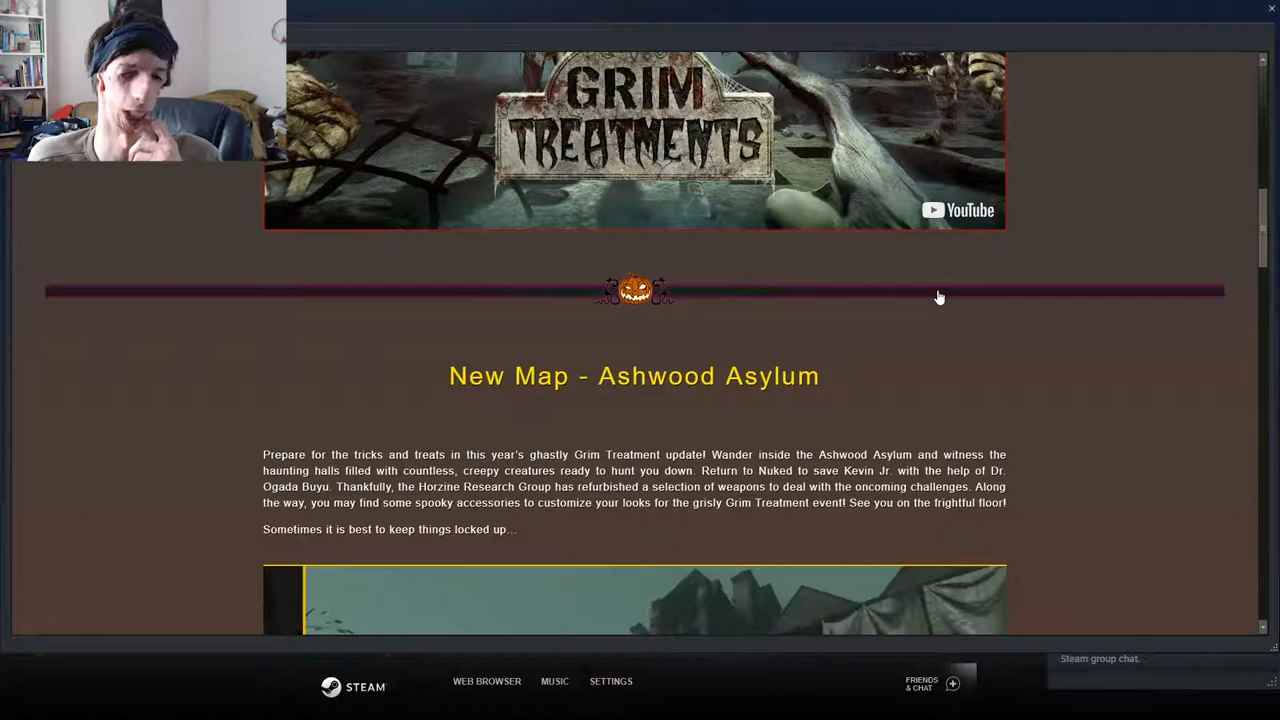 GRIM
TREATMENTS
YouTube
New Map - Ashwood Asylum
Prepare for the tricks and treats in this year's ghastly Grim Treatment update! Wander inside the Ashwood Asylum and witness the
haunting halls filled with countless, creepy creatures ready to hunt you down. Return to Nuked to save Kevin Jr. with the help of Dr.
Ogada Buyu. Thankfully, the Horzine Research Group has refurbished a selection of weapons to deal with the oncoming challenges. Along
the way, you may find some spooky accessories to customize your looks for the grisly Grim Treatment event! See you on the frightful floor!
Sometimes it is best to keep things locked up...
Steam group chat.
STEAM
WEB BROWSER
MUSIC
SETTINGS
FRIENDS
& CHAT